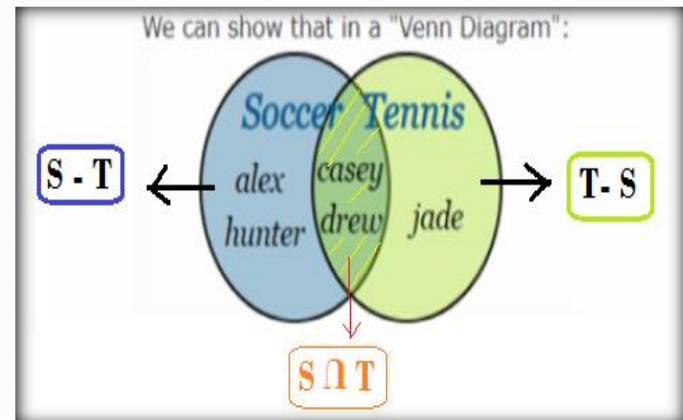 We can show that in a "Venn Diagram":
Soccer Tennis
S - T
alex
hunter
casey
drew
jade
T- S
S ∩ T